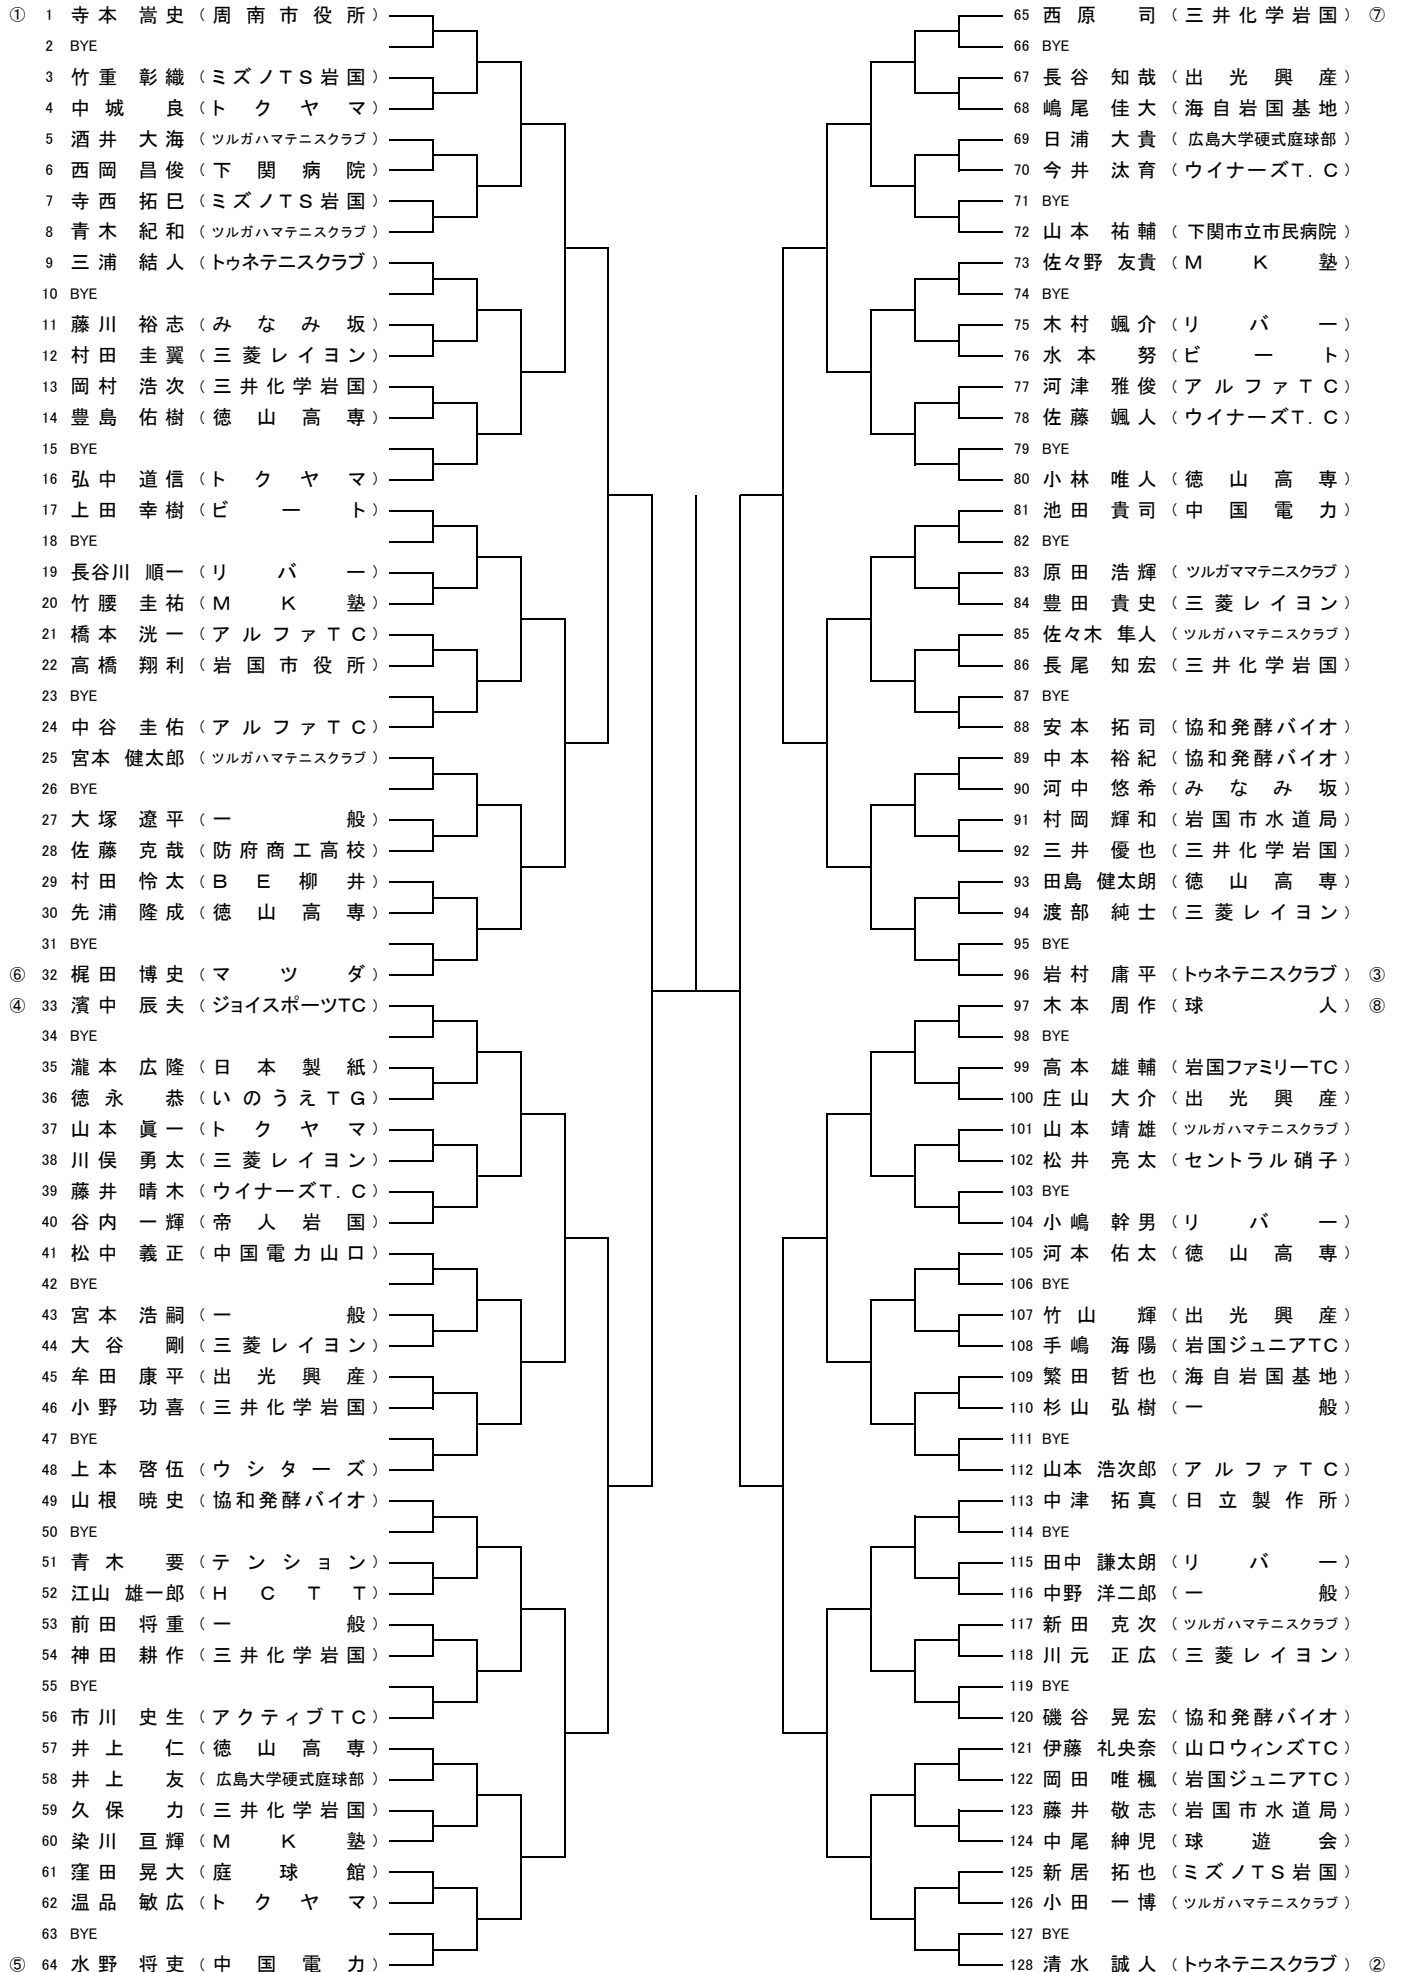 ① 1 寺本 嵩史 （周南市役所）
2 BYE
3 竹重 彰織 （ミズノTS岩国）
4 中城 良 （トクヤマ）
5 酒井 大海 （ツルガハマテニスクラブ）
6 西岡 昌俊 （下関病院）
7 寺西 拓巳 （ミズノTS岩国）
8 青木 紀和 （ツルガハマテニスクラブ）
9 三浦 結人 （トゥネテニスクラブ）
10 BYE
11 藤川 裕志 （みなみ坂）
12 村田 圭翼 （三菱レイヨン）
13 岡村 浩次 （三井化学岩国）
14 豊島 佑樹 （徳山高専）
15 BYE
16 弘中 道信 （トクヤマ）
17 上田 幸樹 （ビート）
18 BYE
19 長谷川 順一 （リバー）
20 竹腰 圭祐 （MK塾）
21 橋本 洸一 （アルファTC）
22 高橋 翔利 （岩国市役所）
23 BYE
24 中谷 圭佑 （アルファTC）
25 宮本 健太郎 （ツルガハマテニスクラブ）
26 BYE
27 大塚 遼平 （一般）
28 佐藤 克哉 （防府商工高校）
29 村田 怜太 （BE柳井）
30 先浦 隆成 （徳山高専）
31 BYE
⑥ 32 梶田 博史 （マツダ）
④ 33 濱中 辰夫 （ジョイスポーツTC）
34 BYE
35 瀧本 広隆 （日本製紙）
36 徳永 恭 （いのうえTG）
37 山本 眞一 （トクヤマ）
38 川俣 勇太 （三菱レイヨン）
39 藤井 晴木 （ウイナーズT.C）
40 谷内 一輝 （帝人岩国）
41 松中 義正 （中国電力山口）
42 BYE
43 宮本 浩嗣 （一般）
44 大谷 剛 （三菱レイヨン）
45 牟田 康平 （出光興産）
46 小野 功喜 （三井化学岩国）
47 BYE
48 上本 啓伍 （ウシターズ）
49 山根 暁史 （協和発酵バイオ）
50 BYE
51 青木 要 （テンション）
52 江山 雄一郎 （HCTT）
53 前田 将重 （一般）
54 神田 耕作 （三井化学岩国）
55 BYE
56 市川 史生 （アクティブTC）
57 井上 仁 （徳山高専）
58 井上 友 （広島大学硬式庭球部）
59 久保 力 （三井化学岩国）
60 染川 亘輝 （MK塾）
61 窪田 晃大 （庭球館）
62 温品 敏広 （トクヤマ）
63 BYE
⑤ 64 水野 将吏 （中国電力）
65 西原 司 （三井化学岩国） ⑦
66 BYE
67 長谷 知哉 （出光興産）
68 嶋尾 佳大 （海自岩国基地）
69 日浦 大貴 （広島大学硬式庭球部）
70 今井 汰育 （ウイナーズT.C）
71 BYE
72 山本 祐輔 （下関市立市民病院）
73 佐々野 友貴 （MK塾）
74 BYE
75 木村 颯介 （リバー）
76 水本 努 （ビート）
77 河津 雅俊 （アルファTC）
78 佐藤 颯人 （ウイナーズT.C）
79 BYE
80 小林 唯人 （徳山高専）
81 池田 貴司 （中国電力）
82 BYE
83 原田 浩輝 （ツルガママテニスクラブ）
84 豊田 貴史 （三菱レイヨン）
85 佐々木 隼人 （ツルガハマテニスクラブ）
86 長尾 知宏 （三井化学岩国）
87 BYE
88 安本 拓司 （協和発酵バイオ）
89 中本 裕紀 （協和発酵バイオ）
90 河中 悠希 （みなみ坂）
91 村岡 輝和 （岩国市水道局）
92 三井 優也 （三井化学岩国）
93 田島 健太朗 （徳山高専）
94 渡部 純士 （三菱レイヨン）
95 BYE
96 岩村 庸平 （トゥネテニスクラブ） ③
97 木本 周作 （球人） ⑧
98 BYE
99 高本 雄輔 （岩国ファミリーTC）
100 庄山 大介 （出光興産）
101 山本 靖雄 （ツルガハマテニスクラブ）
102 松井 亮太 （セントラル硝子）
103 BYE
104 小嶋 幹男 （リバー）
105 河本 佑太 （徳山高専）
106 BYE
107 竹山 輝 （出光興産）
108 手嶋 海陽 （岩国ジュニアTC）
109 繁田 哲也 （海自岩国基地）
110 杉山 弘樹 （一般）
111 BYE
112 山本 浩次郎 （アルファTC）
113 中津 拓真 （日立製作所）
114 BYE
115 田中 謙太朗 （リバー）
116 中野 洋二郎 （一般）
117 新田 克次 （ツルガハマテニスクラブ）
118 川元 正広 （三菱レイヨン）
119 BYE
120 磯谷 晃宏 （協和発酵バイオ）
121 伊藤 礼央奈 （山口ウィンズTC）
122 岡田 唯楓 （岩国ジュニアTC）
123 藤井 敬志 （岩国市水道局）
124 中尾 紳児 （球遊会）
125 新居 拓也 （ミズノTS岩国）
126 小田 一博 （ツルガハマテニスクラブ）
127 BYE
128 清水 誠人 （トゥネテニスクラブ） ②